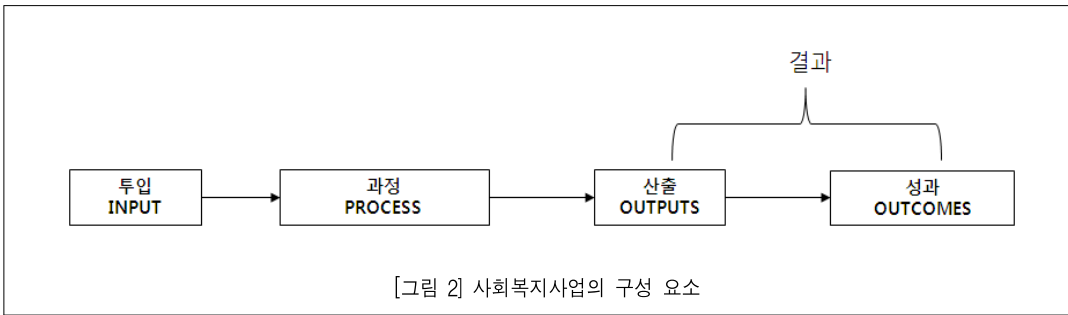 결과
투입
INPUT
과정
PROCESS
산출
OUTPUTS
성과
OUTCOMES
[그림 2] 사회복지사업의 구성 요소